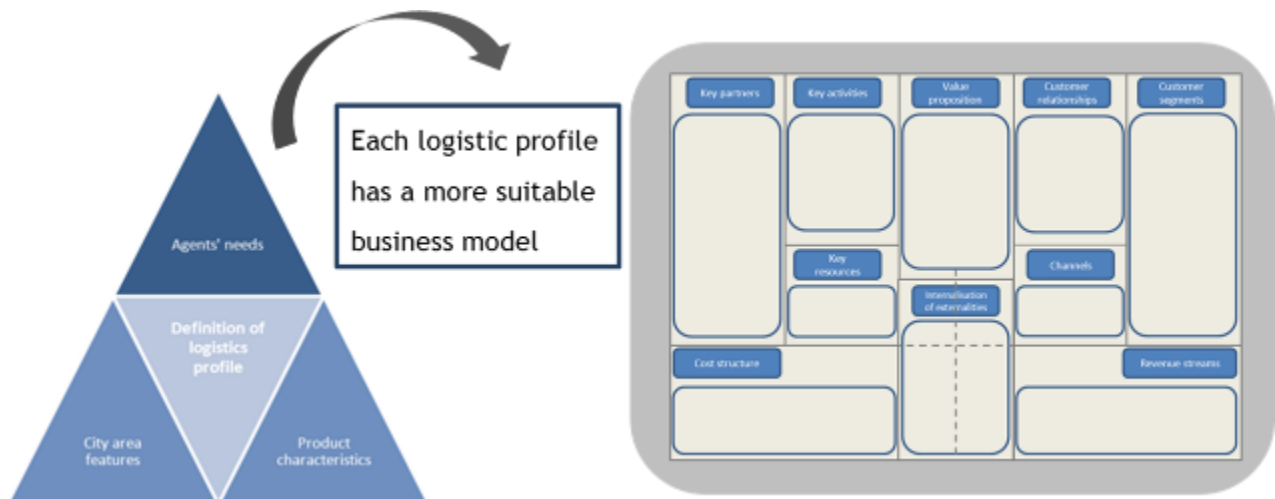 Agents' needs
Definition of
logistics
profile
City area
features
Product
characteristics
Each logistic profile
has a more suitable
business model
Key partners
Key activities
Value
proposition
Customer
relationships
Customer
segments
Key
resources
Channels
Internalisation
of externalities
Cost structure
Revenue streams